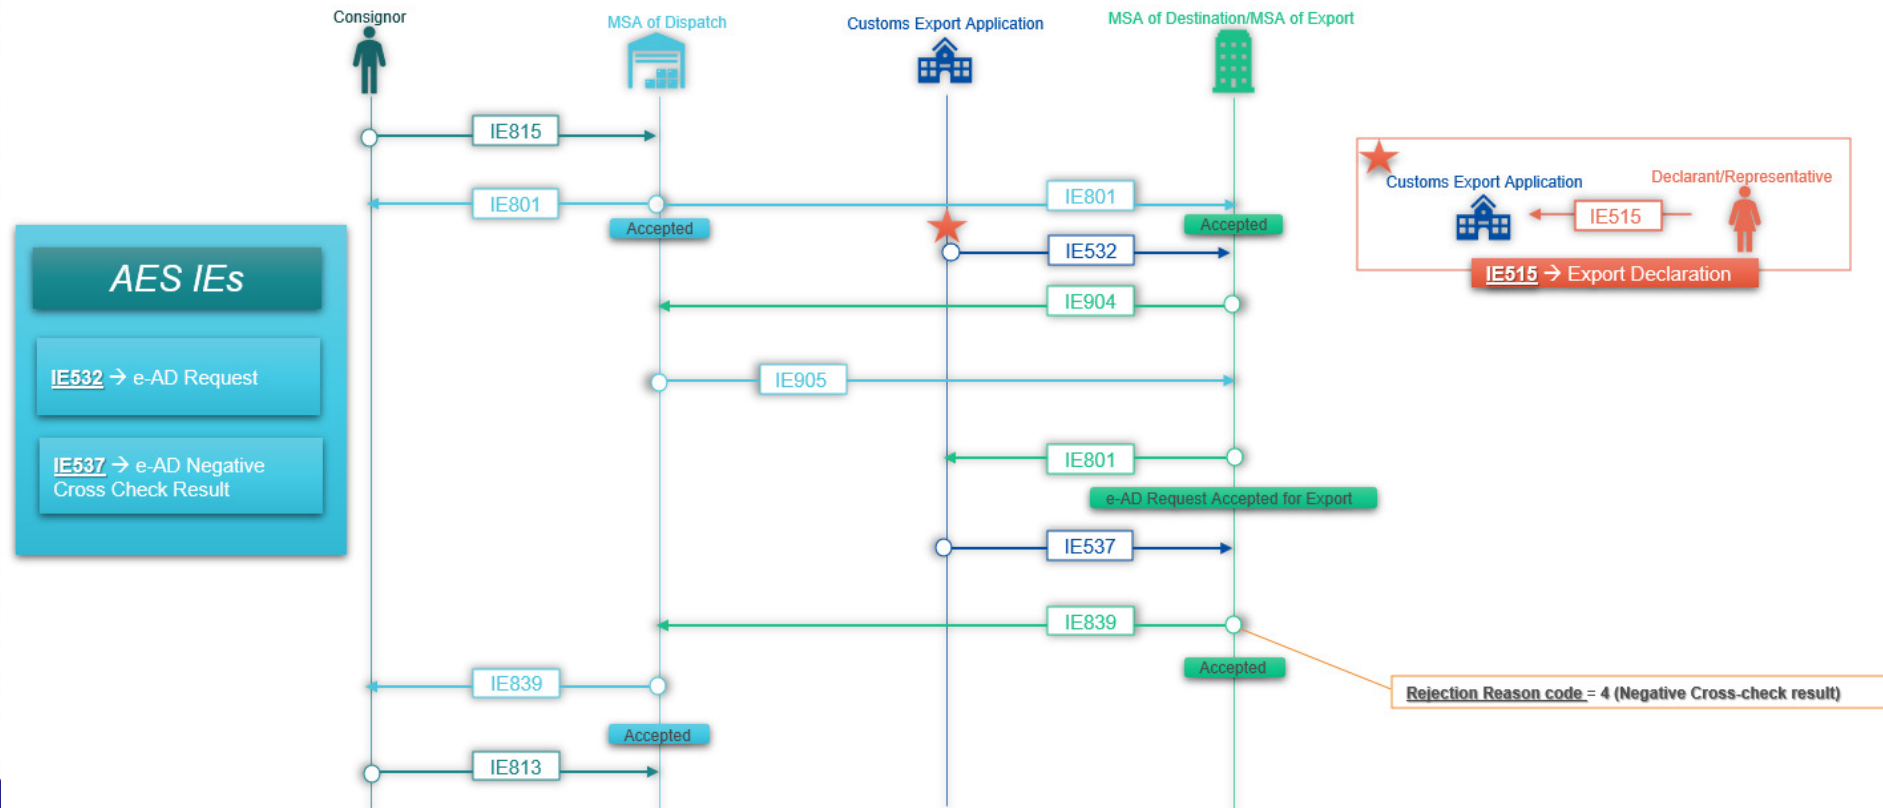 Consignor
MSA of Dispatch
Customs Export Application
MSA of Destination/MSA of Export
IE815
IE801
IE801
Accepted
Accepted
IE532
IE904
IE905
IE801
e-AD Request Accepted for Export
IE537
IE839
Accepted
IE839
Accepted
IE813
AES IEs
IE532 → e-AD Request
IE537 → e-AD Negative
Cross Check Result
Customs Export Application
Declarant/Representative
IE515
IE515 → Export Declaration
Rejection Reason code = 4 (Negative Cross-check result)